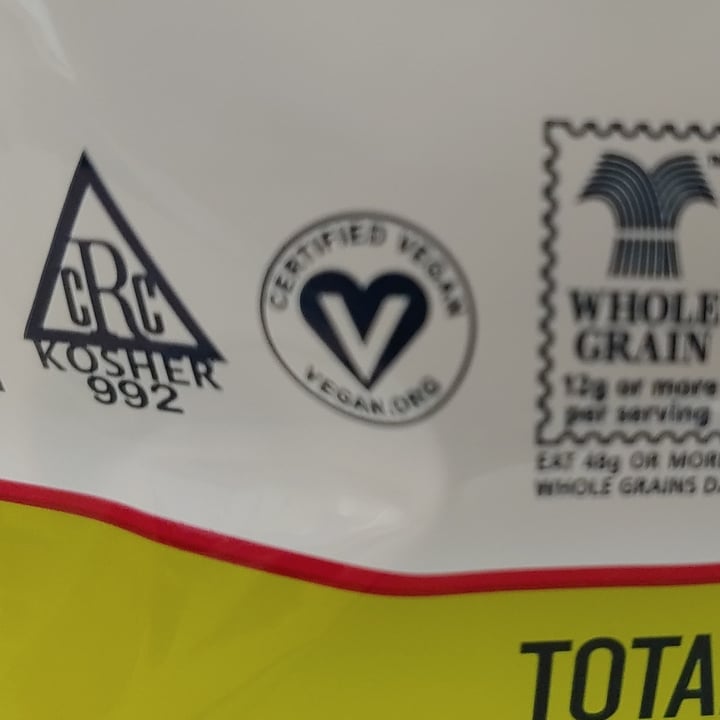 cRc
KOSHER
992
CERTIFIED VEGAN
V
VEGAN.ORG
WHOLE
GRAIN
12g or more
per serving
EAT 48g OR MORE
WHOLE GRAINS
TOTA